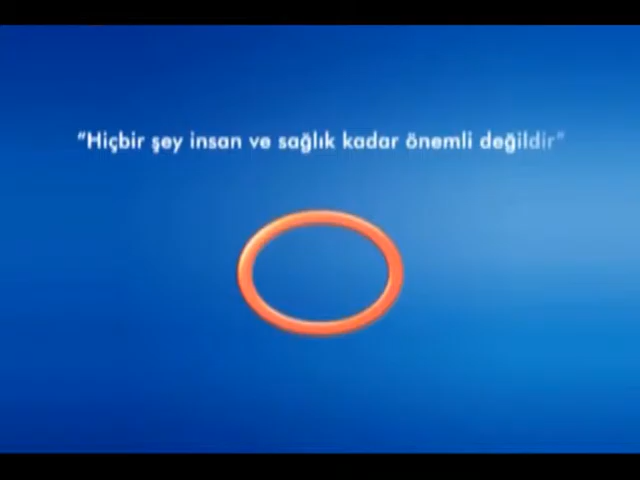 “Hiçbir şey insan ve sağlık kadar önemli değildir”